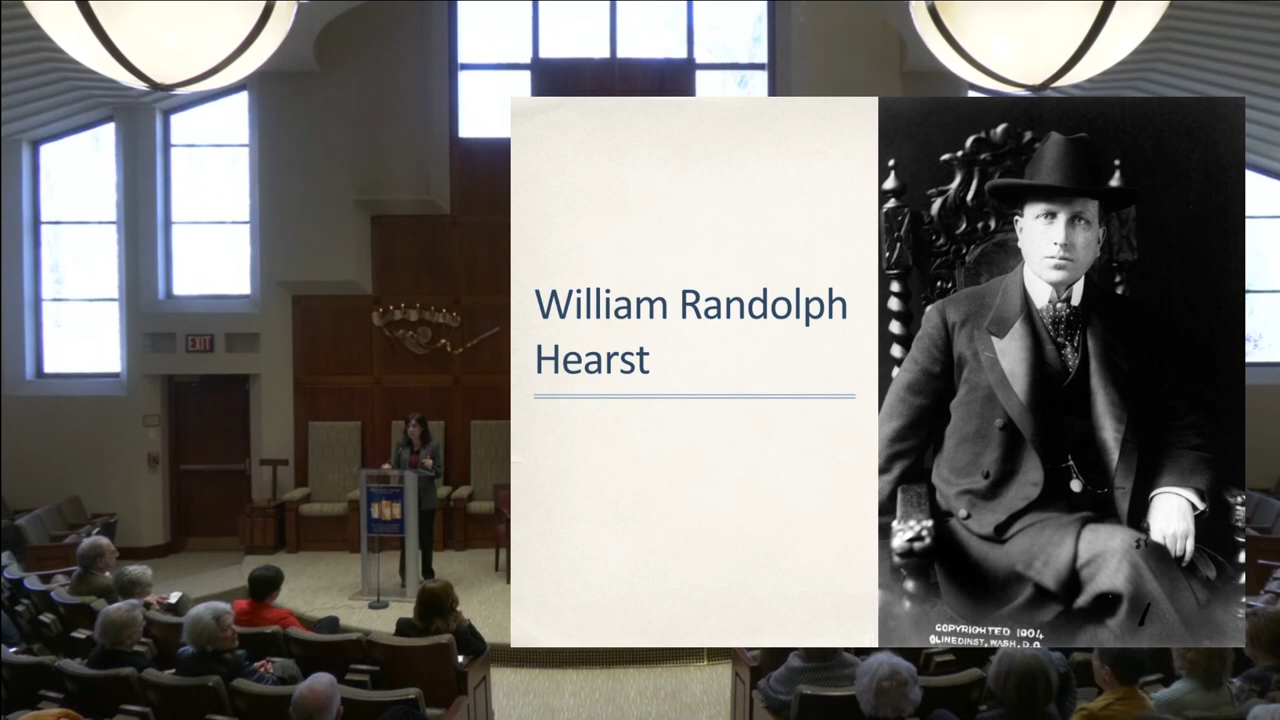 EXIT
William Randolph
Hearst
COPYRIGHTED 1904
CLINEDINST, WASH, D.O.